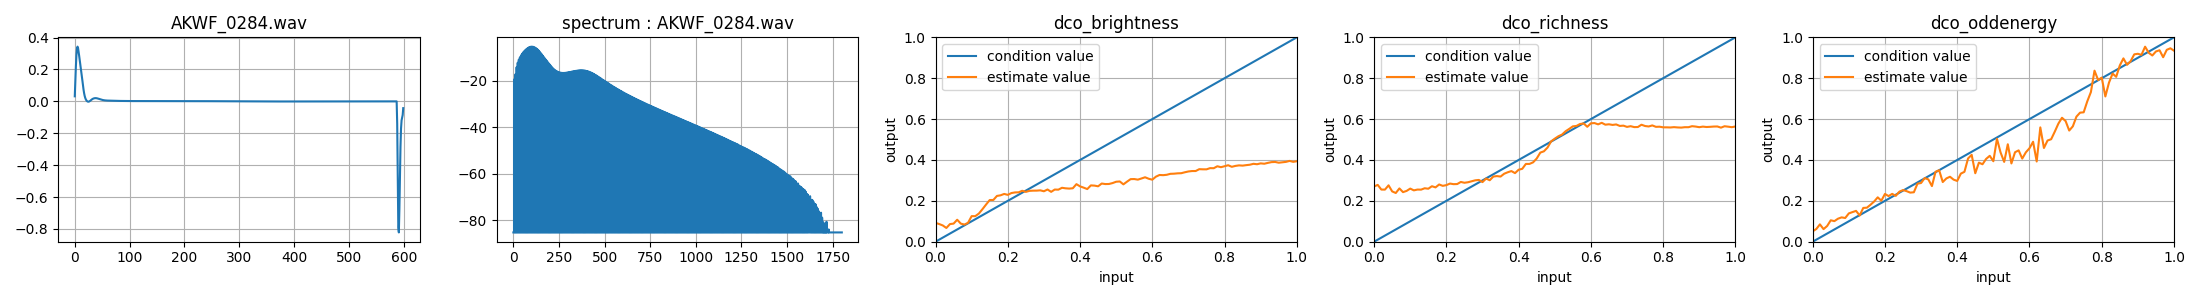 AKWF_0284.wav
0.4
0.2
0.0
−0.2
−0.4
−0.6
−0.8
0 100 200 300 400 500 600
spectrum : AKWF_0284.wav
−20
−40
−60
−80
0 250 500 750 1000 1250 1500 1750
dco_brightness
condition value
estimate value
output
1.0
0.8
0.6
0.4
0.2
0.0
0.0 0.2 0.4 0.6 0.8 1.0
input
dco_richness
condition value
estimate value
output
1.0
0.8
0.6
0.4
0.2
0.0
0.0 0.2 0.4 0.6 0.8 1.0
input
dco_oddenergy
condition value
estimate value
output
1.0
0.8
0.6
0.4
0.2
0.0
0.0 0.2 0.4 0.6 0.8 1.0
input